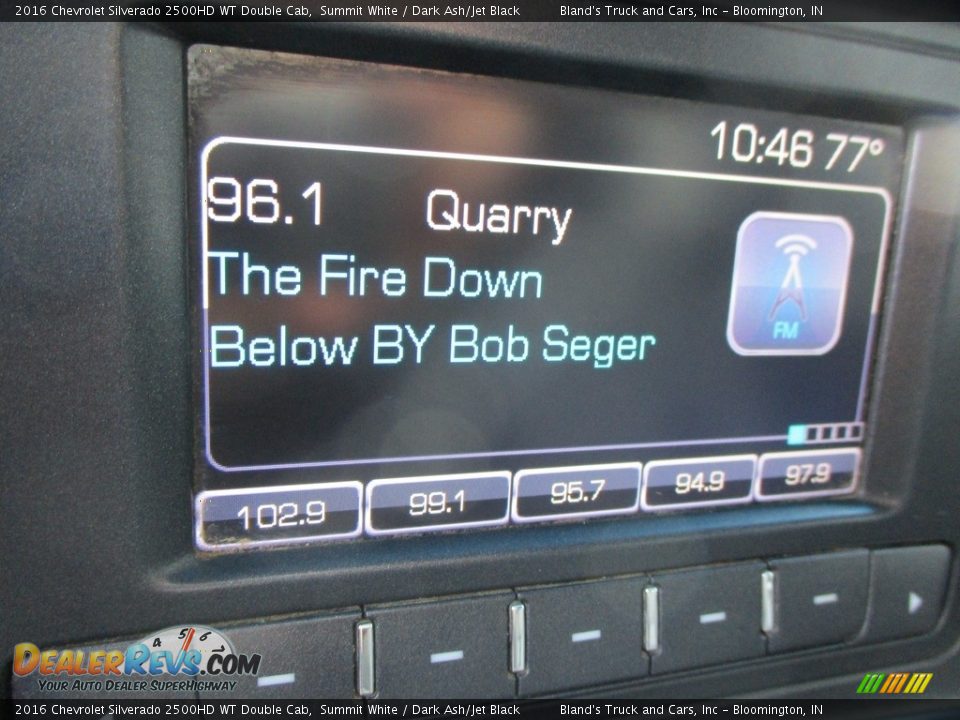 2016 Chevrolet Silverado 2500HD WT Double Cab, Summit White / Dark Ash/Jet Black Bland's Truck and Cars, Inc - Bloomington, IN
10:46 77°
96.1 Quarry
The Fire Down
Below BY Bob Seger
FM
102.9 99.1 95.7 94.9 97.9
4 5 6
DealerRevs.com
Your Auto Dealer SuperHighway
2016 Chevrolet Silverado 2500HD WT Double Cab, Summit White / Dark Ash/Jet Black Bland's Truck and Cars, Inc - Bloomington, IN